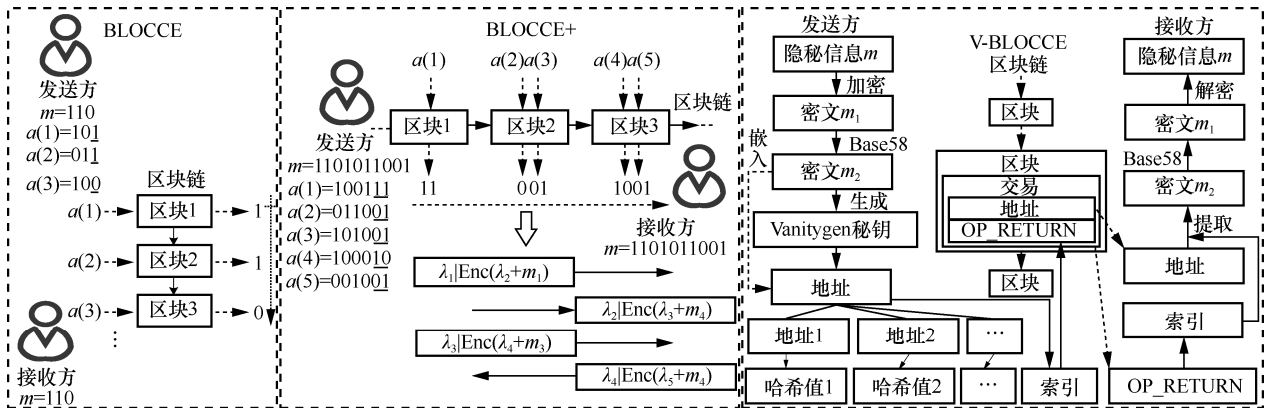 BLOCCE
发送方
m=110
a(1)=101
a(2)=011
a(3)=100
区块链
a(1)
区块1
1
a(2)
区块2
1
a(3)
区块3
0
⋮
接收方
m=110
BLOCCE+
a(1)
a(2)a(3)
a(4)a(5)
区块链
区块1
区块2
区块3
发送方
m=1101011001
a(1)=100111
a(2)=011001
a(3)=101001
a(4)=100010
a(5)=001001
11
001
1001
接收方
m=1101011001
λ₁|Enc(λ₂+m₁)
λ₂|Enc(λ₃+m₄)
λ₃|Enc(λ₄+m₃)
λ₄|Enc(λ₅+m₄)
发送方
隐秘信息m
加密
密文m₁
Base58
密文m₂
嵌入
生成
Vanitygen秘钥
地址
地址1
地址2
…
哈希值1
哈希值2
…
索引
V-BLOCCE
区块链
区块
区块
交易
地址
OP_RETURN
区块
接收方
隐秘信息m
解密
密文m₁
Base58
密文m₂
提取
地址
索引
OP_RETURN